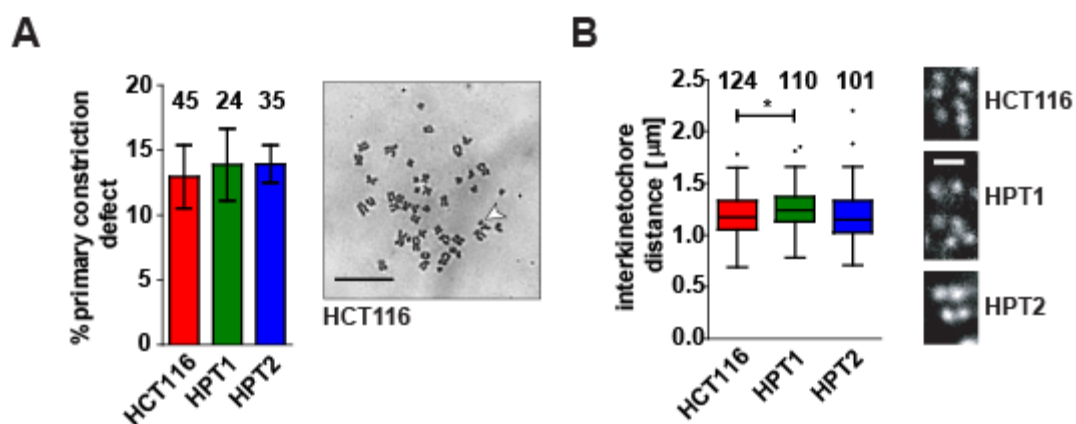 A
B
% primary constriction
defect
20
15
10
5
0
45 24 35
HCT116
HPT1
HPT2
HCT116
interkinetochore
distance [µm]
2.5
2.0
1.5
1.0
0.5
0.0
124 110 101
*
HCT116
HPT1
HPT2
HCT116
HPT1
HPT2